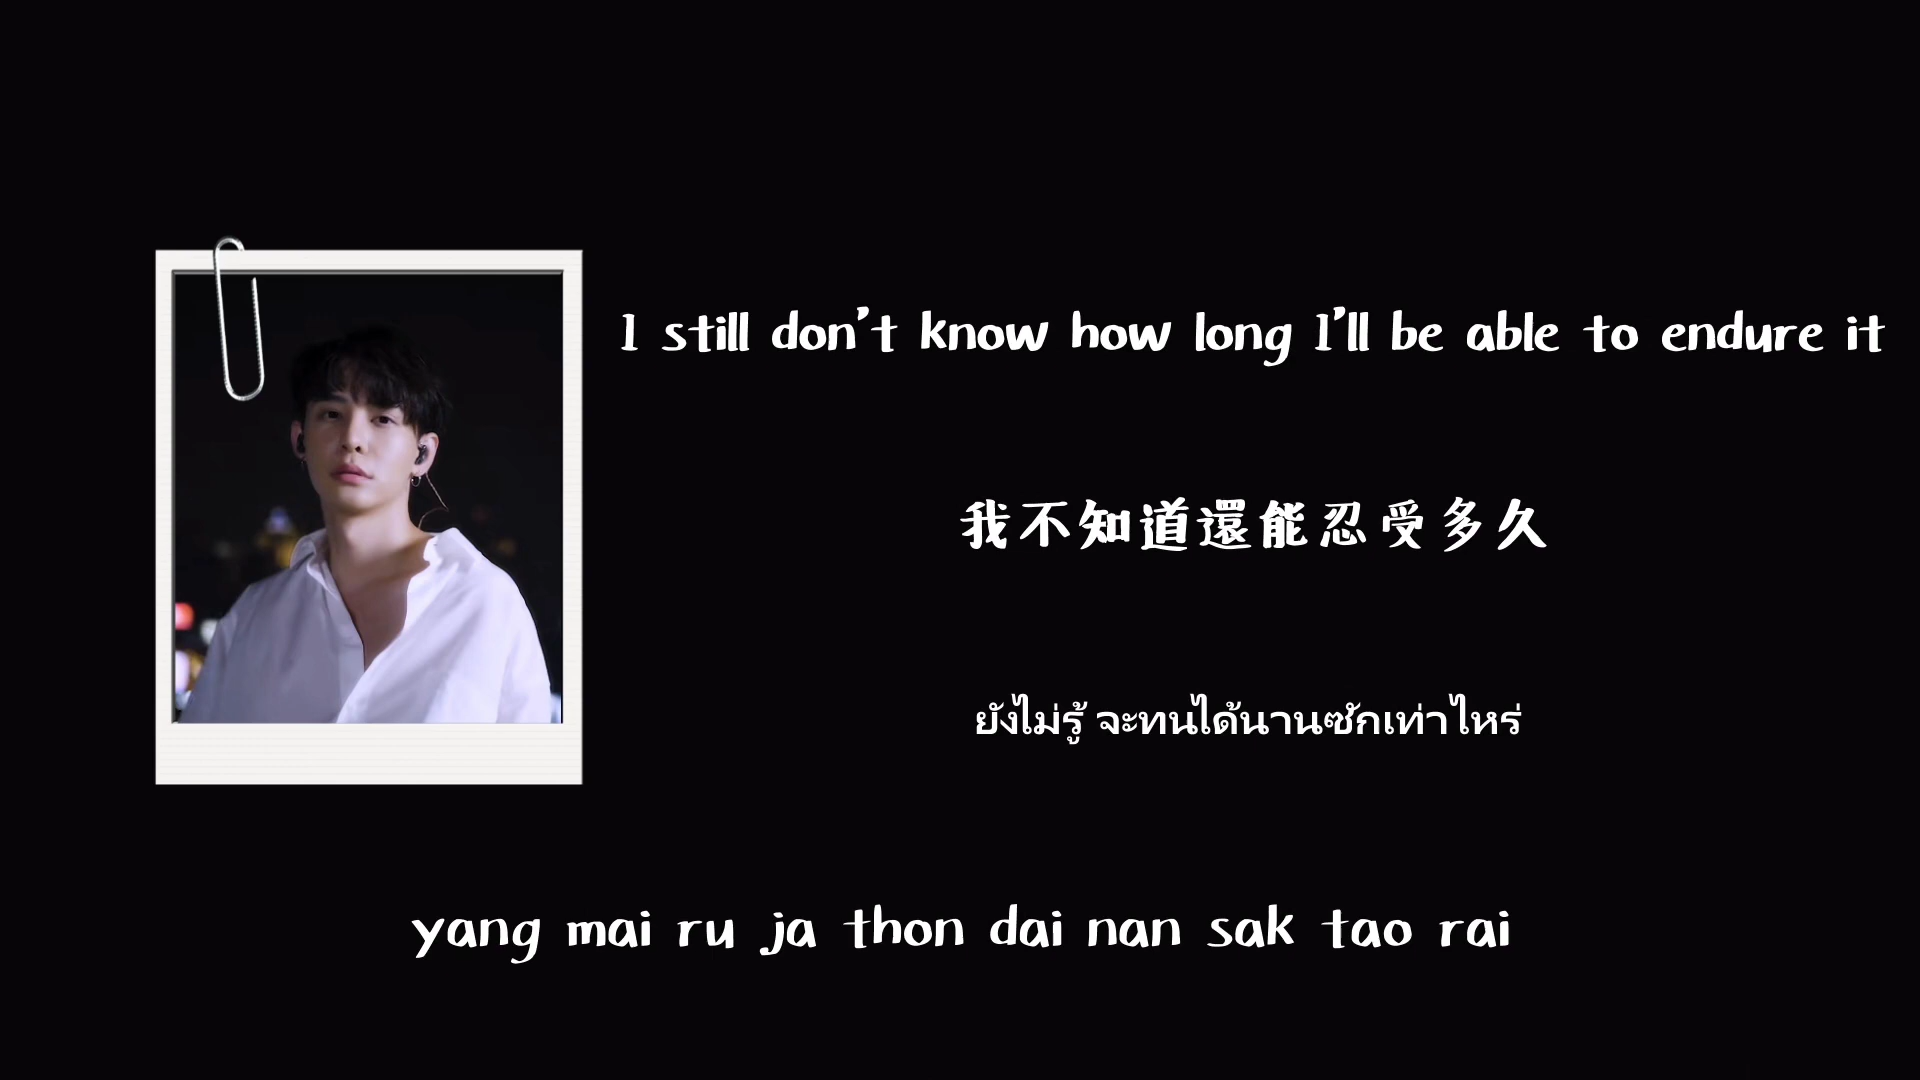 I still don't know how long I'll be able to endure it
我不知道還能忍受多久
ยังไม่รู้ จะทนได้นานซักเท่าไหร่
yang mai ru ja thon dai nan sak tao rai